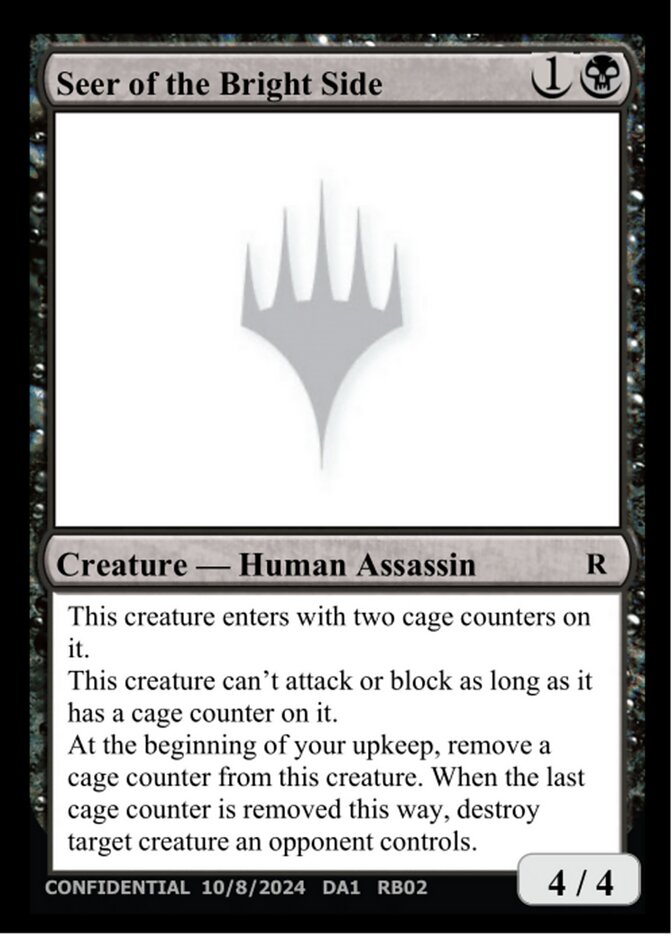 Seer of the Bright Side 1
Creature — Human Assassin R
This creature enters with two cage counters on
it.
This creature can’t attack or block as long as it
has a cage counter on it.
At the beginning of your upkeep, remove a
cage counter from this creature. When the last
cage counter is removed this way, destroy
target creature an opponent controls.
CONFIDENTIAL 10/8/2024 DA1 RB02
4 / 4